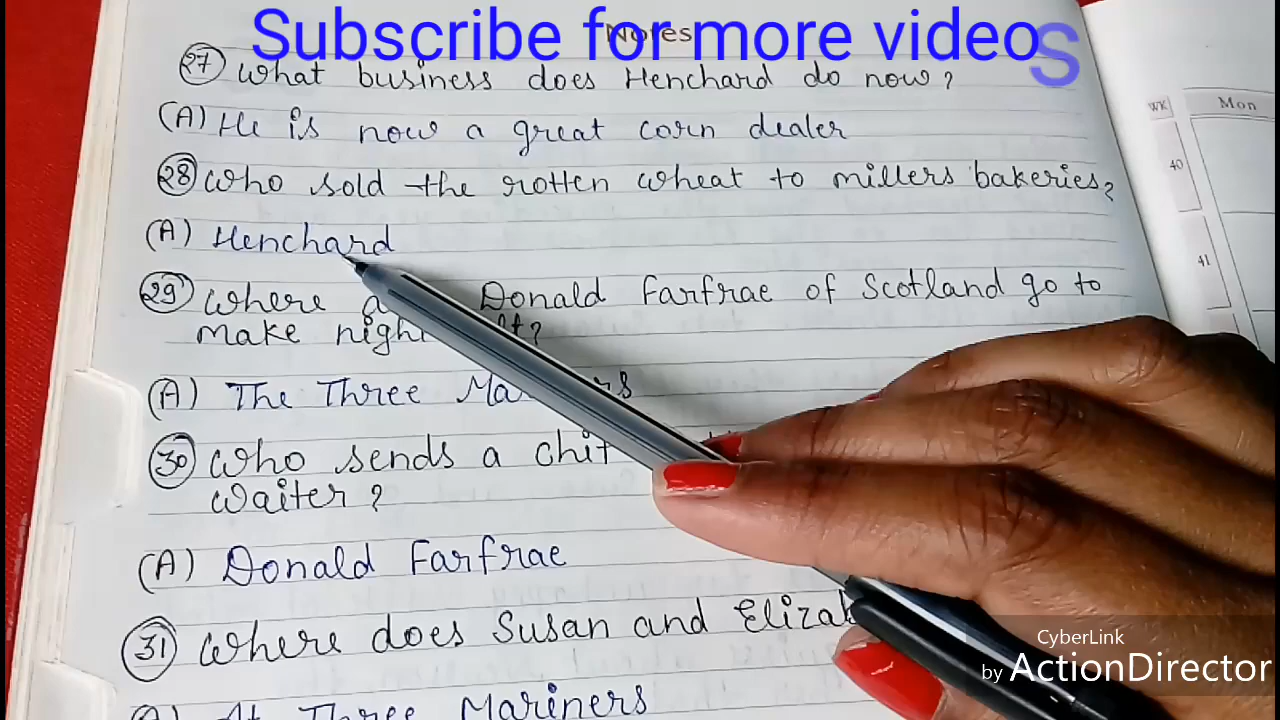 Subscribe for more videos
Notes
27 What business does Henchard do now?
(A) He is now a great corn dealer
28 Who sold the rotten wheat to millers bakeries?
(A) Henchard
29 Where Donald Farfrae of Scotland go to
make
(A) The Three
30 Who sends a chit
waiter?
(A) Donald Farfrae
31 Where does Susan and
(A) At Three Mariners
WK
Mon
40
41
CyberLink
by ActionDirector